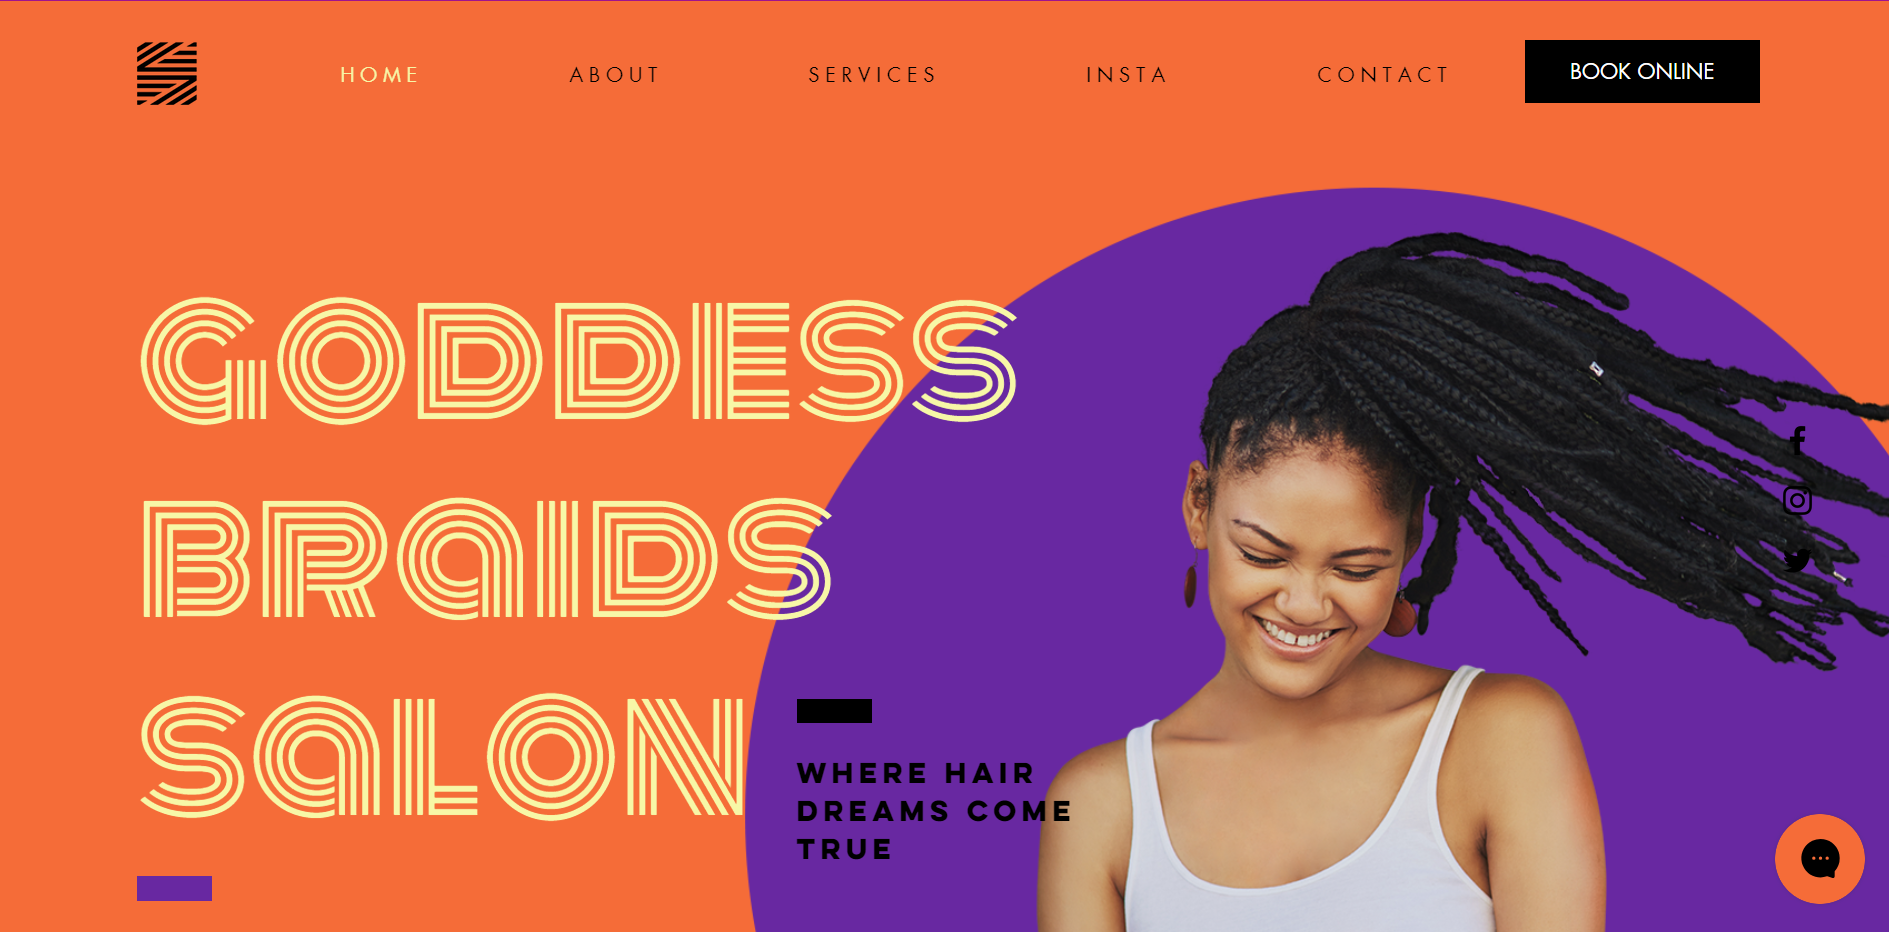 HOME
ABOUT
SERVICES
INSTA
CONTACT
BOOK ONLINE
GODDESS
BRaIDS
SaLON
WHERE HAIR
DREAMS COME
TRUE